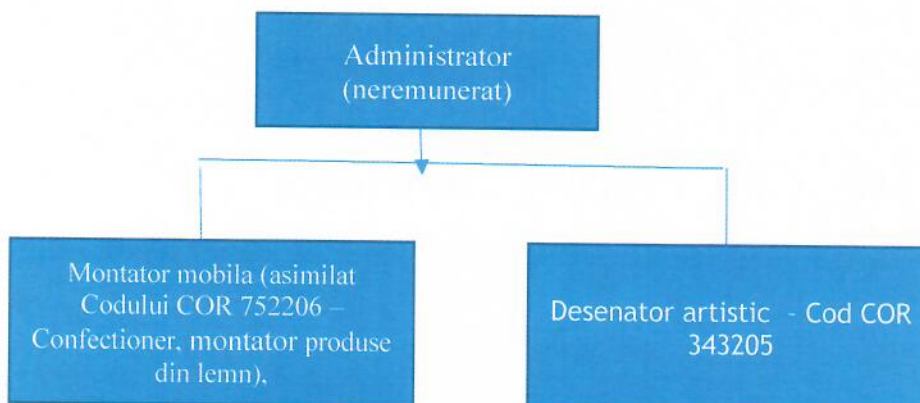 Administrator
(neremunerat)
Montator mobila (asimilat
Codului COR 752206 –
Confectioner, montator produse
din lemn),
Desenator artistic - Cod COR
343205